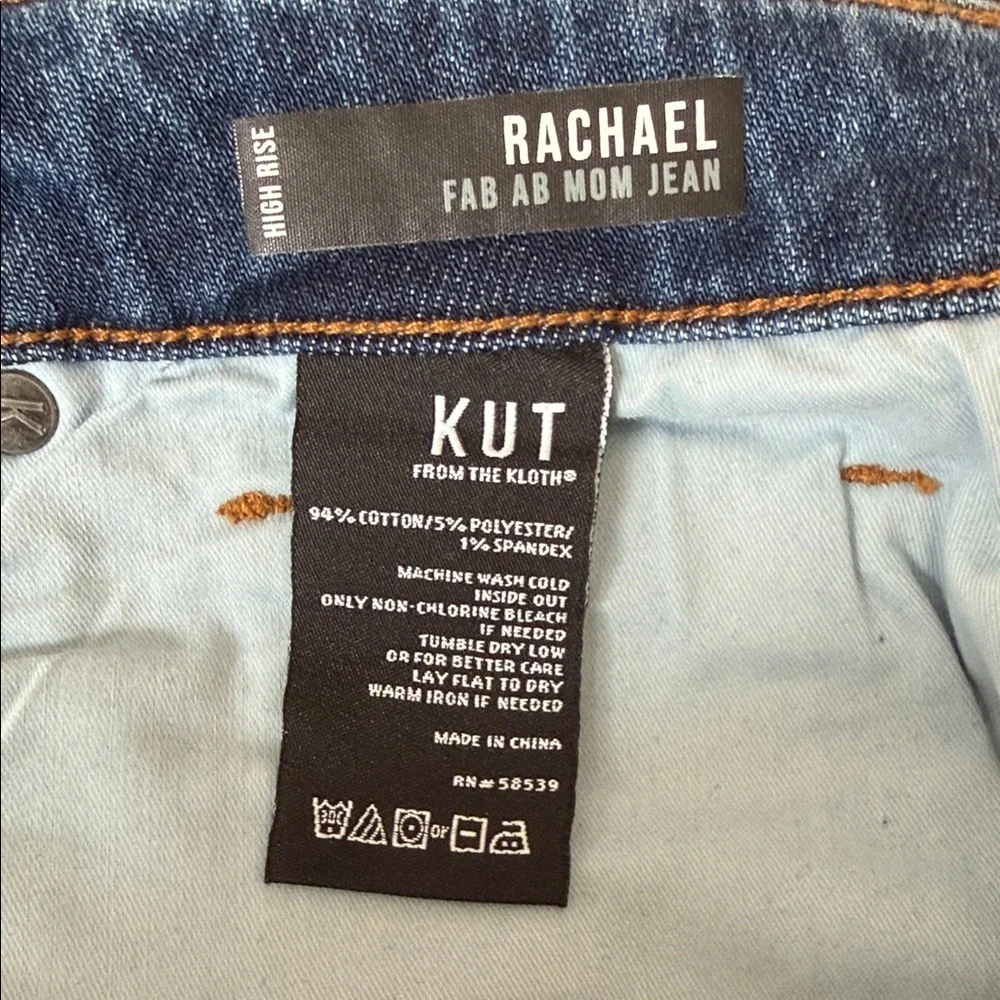 HIGH RISE
RACHAEL
FAB AB MOM JEAN
K
KUT
FROM THE KLOTH®
94% COTTON/5% POLYESTER/
1% SPANDEX
MACHINE WASH COLD
INSIDE OUT
ONLY NON-CHLORINE BLEACH
IF NEEDED
TUMBLE DRY LOW
OR FOR BETTER CARE
LAY FLAT TO DRY
WARM IRON IF NEEDED
MADE IN CHINA
RN# 58539
30C or